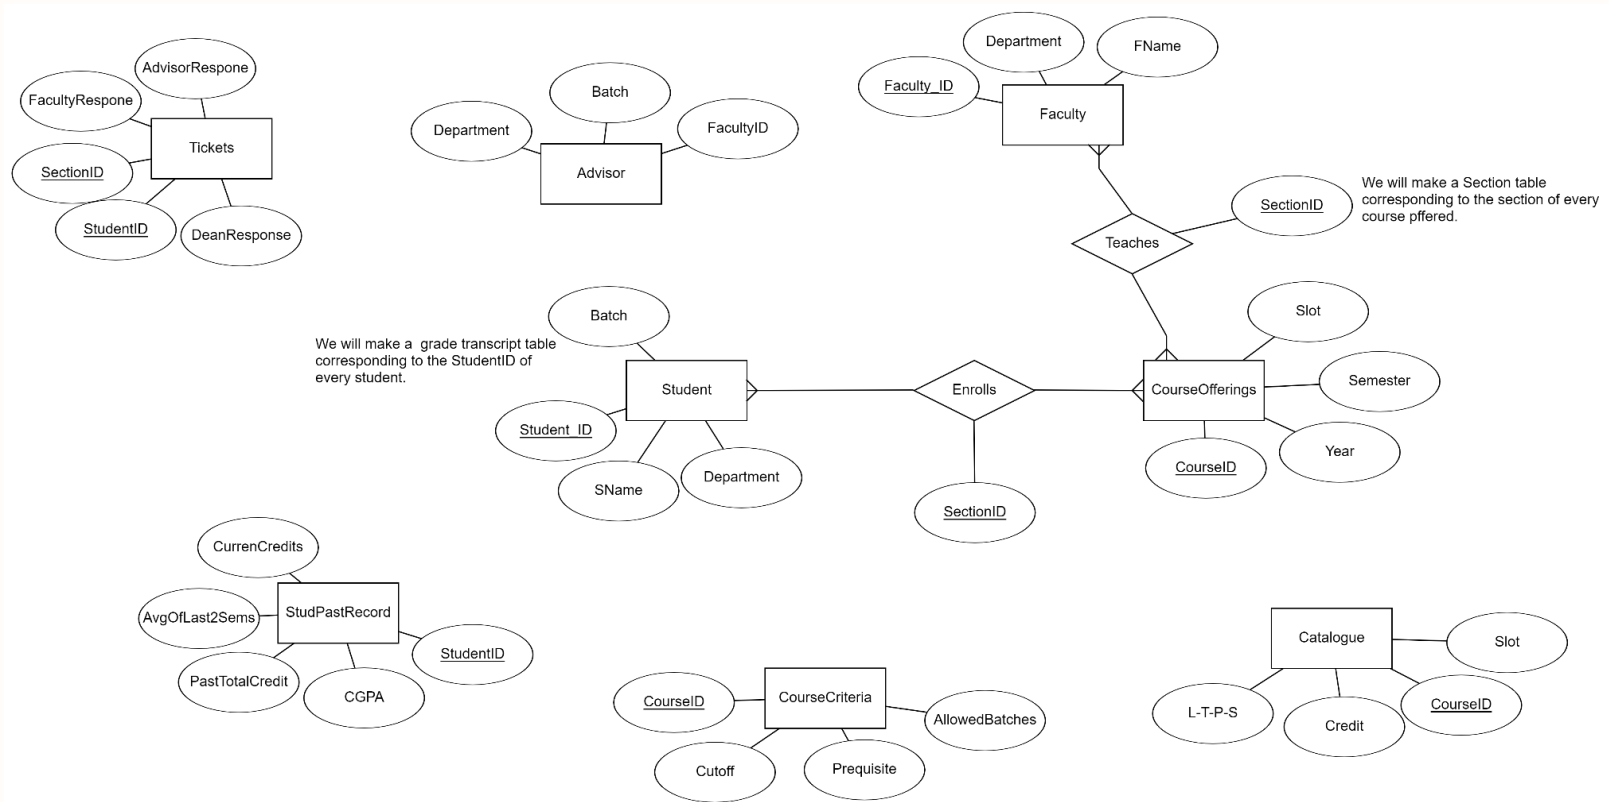 AdvisorRespone
FacultyRespone
Tickets
SectionID
StudentID
DeanResponse
Batch
Department
FacultyID
Advisor
Department
FName
Faculty_ID
Faculty
We will make a Section table
corresponding to the section of every
course pffered.
SectionID
Teaches
Batch
We will make a  grade transcript table
corresponding to the StudentID of
every student.
Student
Student_ID
SName
Department
Enrolls
SectionID
Slot
CourseOfferings
Semester
Year
CourseID
CurrenCredits
StudPastRecord
AvgOfLast2Sems
StudentID
PastTotalCredit
CGPA
CourseID
CourseCriteria
AllowedBatches
Cutoff
Prequisite
Catalogue
Slot
L-T-P-S
Credit
CourseID